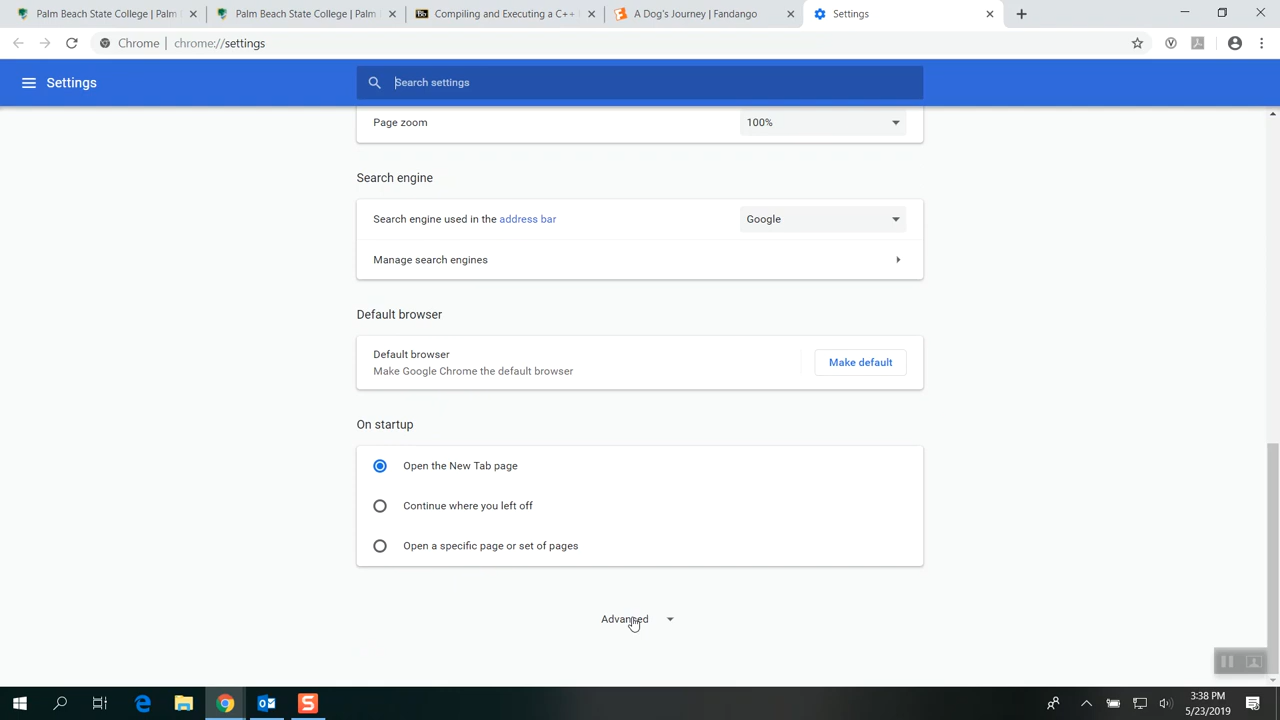 Palm Beach State College | Palm
Palm Beach State College | Palm
Compiling and Executing a C++
A Dog's Journey | Fandango
Settings
Chrome | chrome://settings
Settings
Search settings
Page zoom
100%
Search engine
Search engine used in the address bar
Google
Manage search engines
Default browser
Default browser
Make Google Chrome the default browser
Make default
On startup
Open the New Tab page
Continue where you left off
Open a specific page or set of pages
Advanced
3:38 PM
5/23/2019